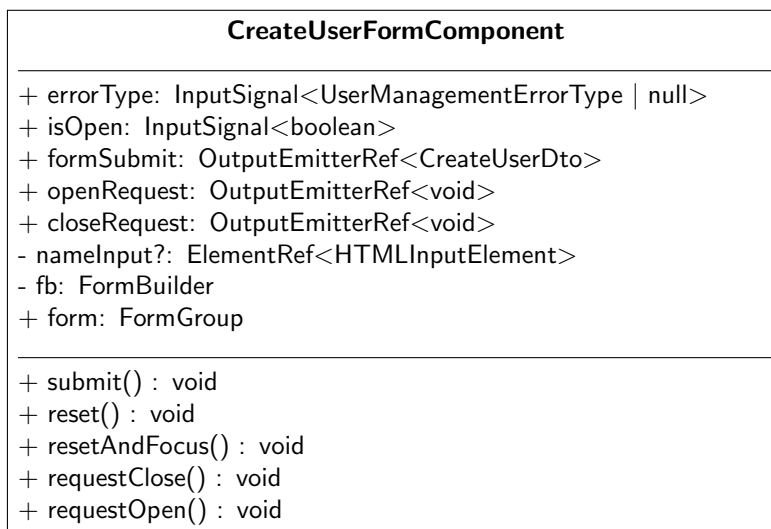 CreateUserFormComponent
+ errorType: InputSignal<UserManagementErrorType | null>
+ isOpen: InputSignal<boolean>
+ formSubmit: OutputEmitterRef<CreateUserDto>
+ openRequest: OutputEmitterRef<void>
+ closeRequest: OutputEmitterRef<void>
- nameInput?: ElementRef<HTMLInputElement>
- fb: FormBuilder
+ form: FormGroup
+ submit() : void
+ reset() : void
+ resetAndFocus() : void
+ requestClose() : void
+ requestOpen() : void